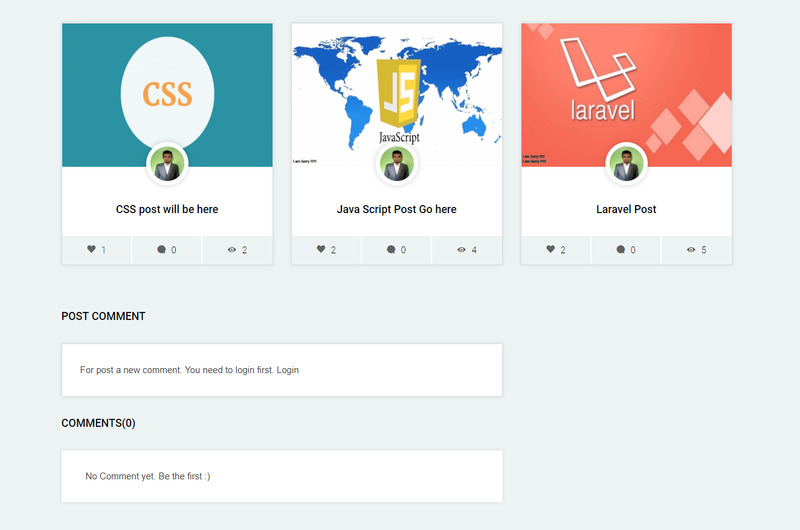 CSS
JS
JavaScript
I am Sorry !!!!!
laravel
I am Sorry !!!!
I am Sorry !!!!
CSS post will be here
Java Script Post Go here
Laravel Post
1 0 2
2 0 4
2 0 5
POST COMMENT
For post a new comment. You need to login first. Login
COMMENTS(0)
No Comment yet. Be the first :)